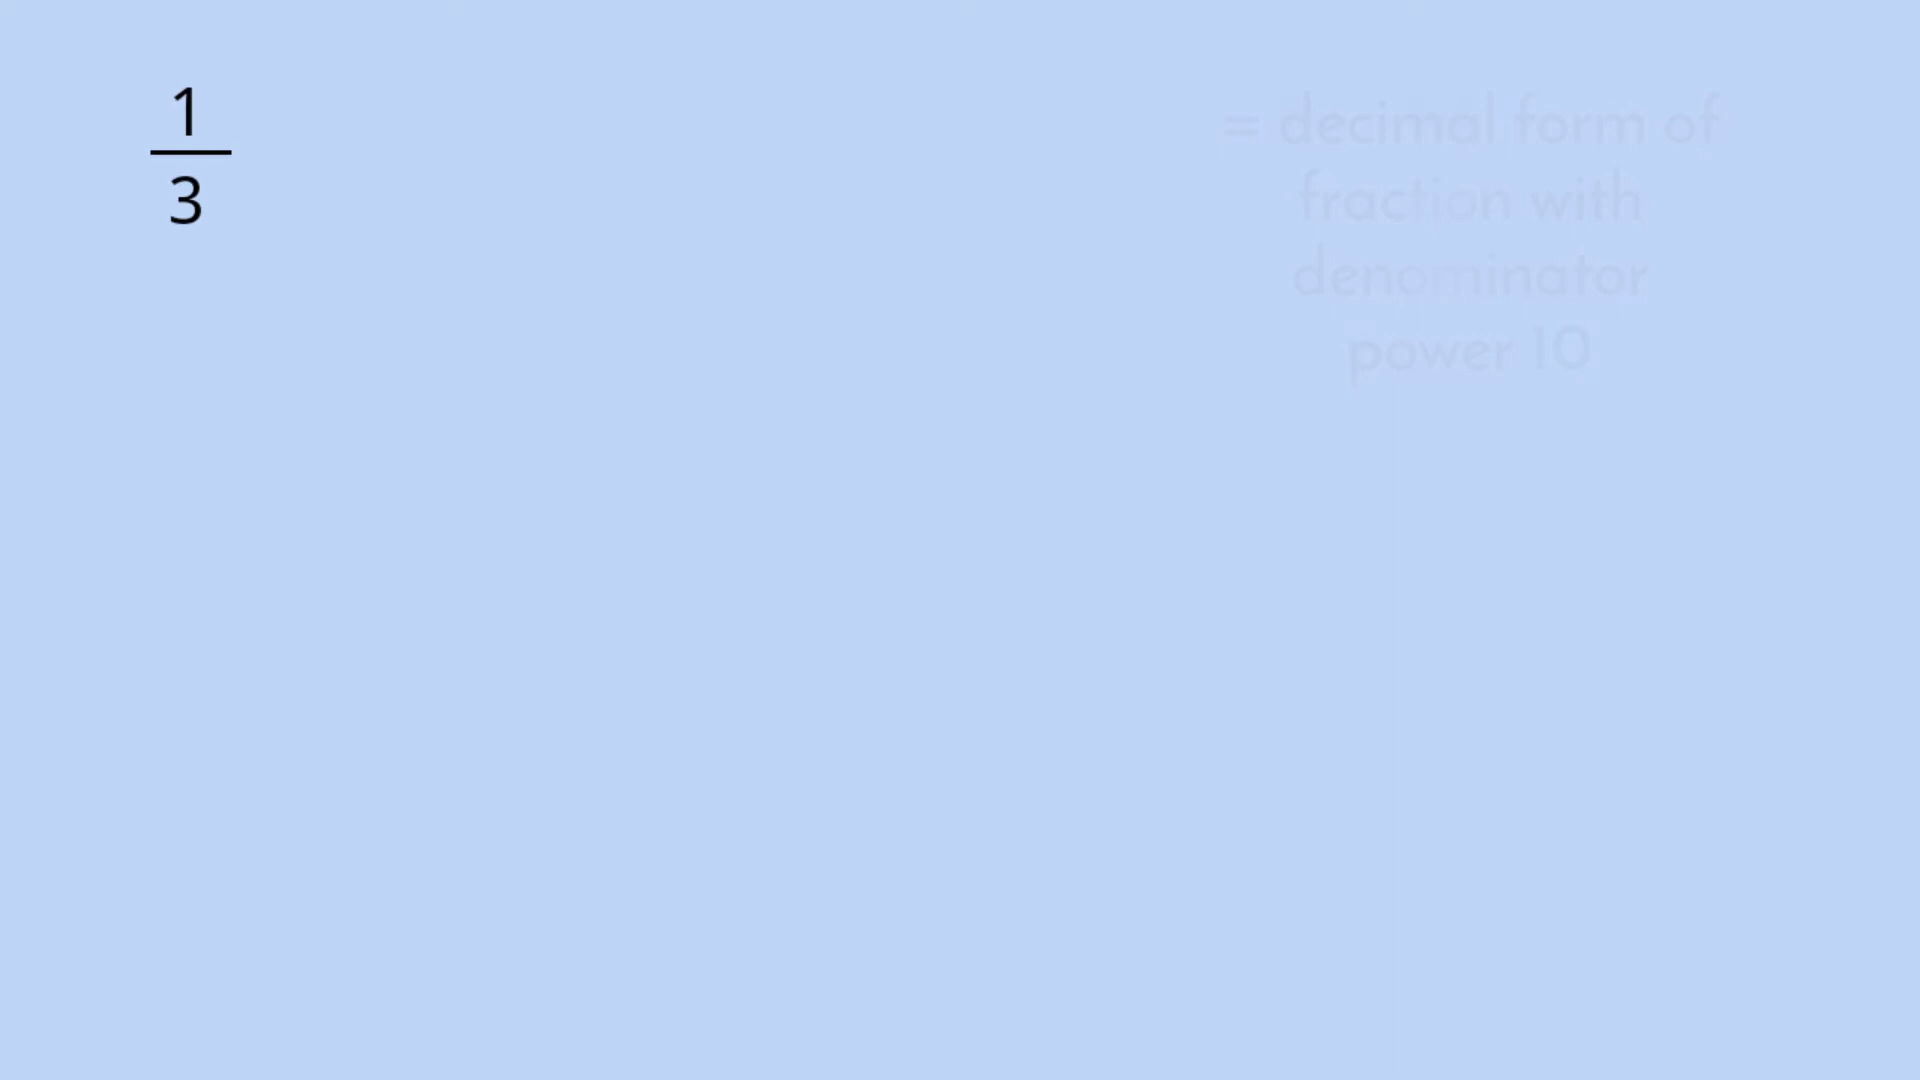 1
3
= decimal form of
fraction with
denominator
power 10